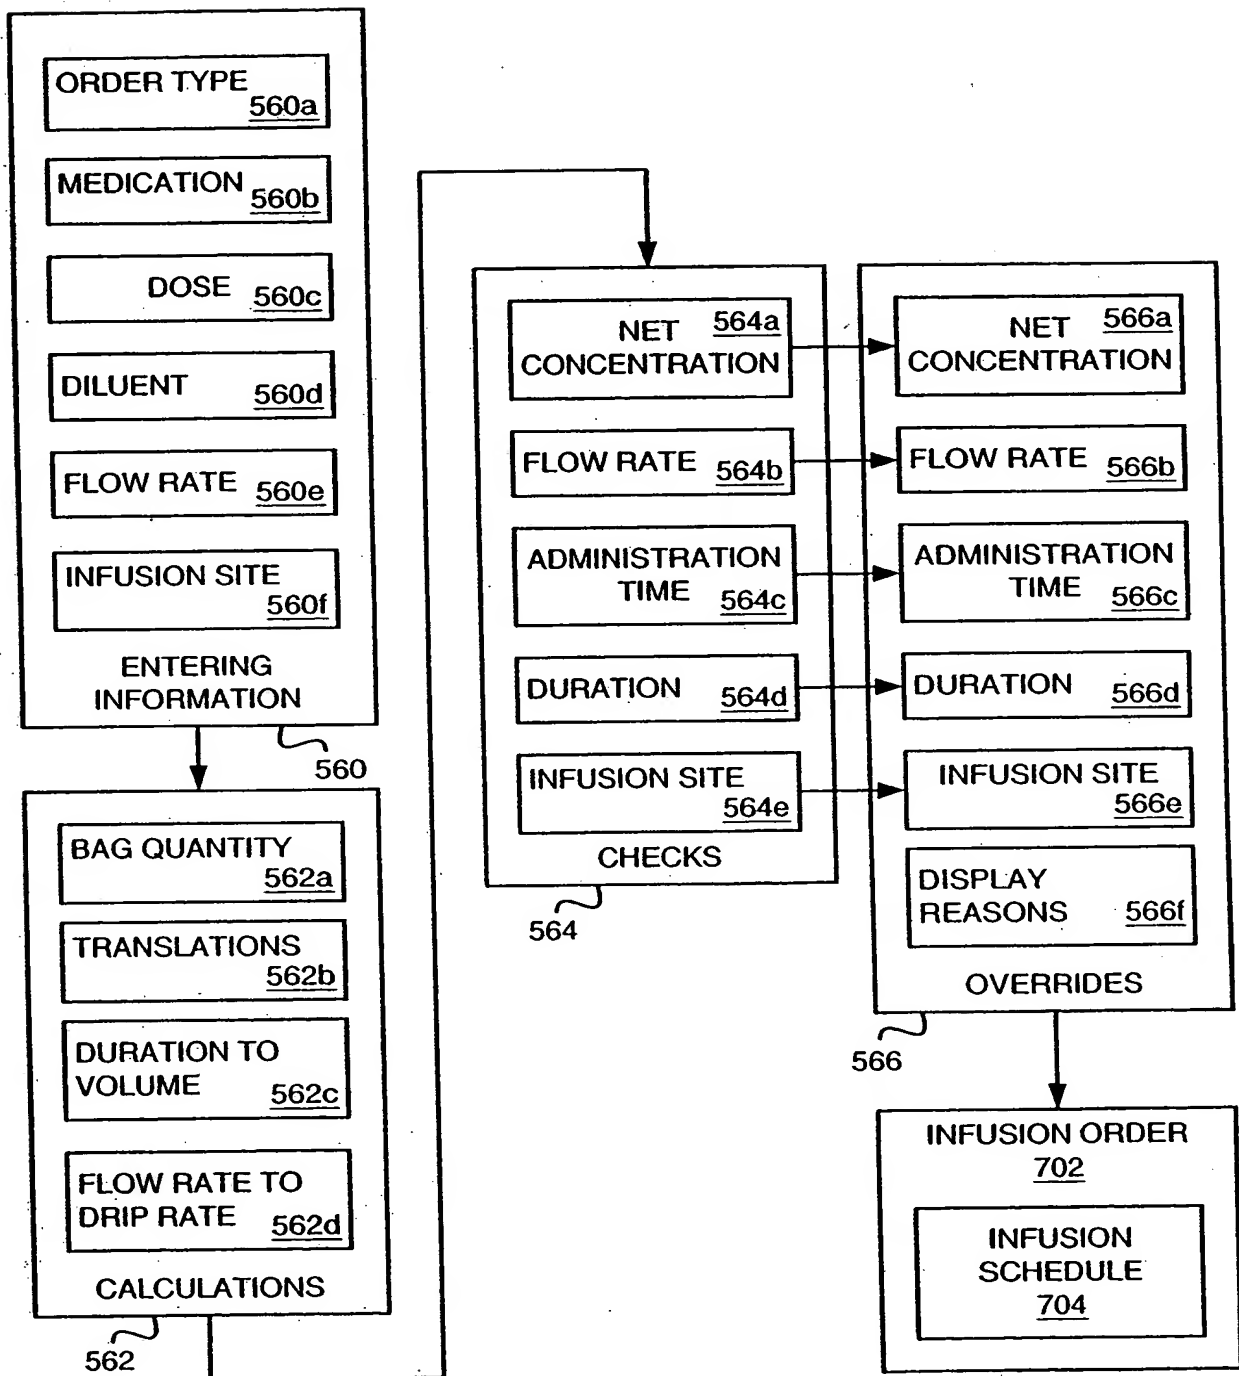 ORDER TYPE
560a
MEDICATION
560b
DOSE
560c
DILUENT
560d
FLOW RATE
560e
INFUSION SITE
560f
ENTERING
INFORMATION
560
BAG QUANTITY
562a
TRANSLATIONS
562b
DURATION TO
VOLUME
562c
FLOW RATE TO
DRIP RATE
562d
CALCULATIONS
562
NET
564a
CONCENTRATION
FLOW RATE
564b
ADMINISTRATION
TIME
564c
DURATION
564d
INFUSION SITE
564e
CHECKS
564
NET
566a
CONCENTRATION
FLOW RATE
566b
ADMINISTRATION
TIME
566c
DURATION
566d
INFUSION SITE
566e
DISPLAY
REASONS
566f
OVERRIDES
566
INFUSION ORDER
702
INFUSION
SCHEDULE
704